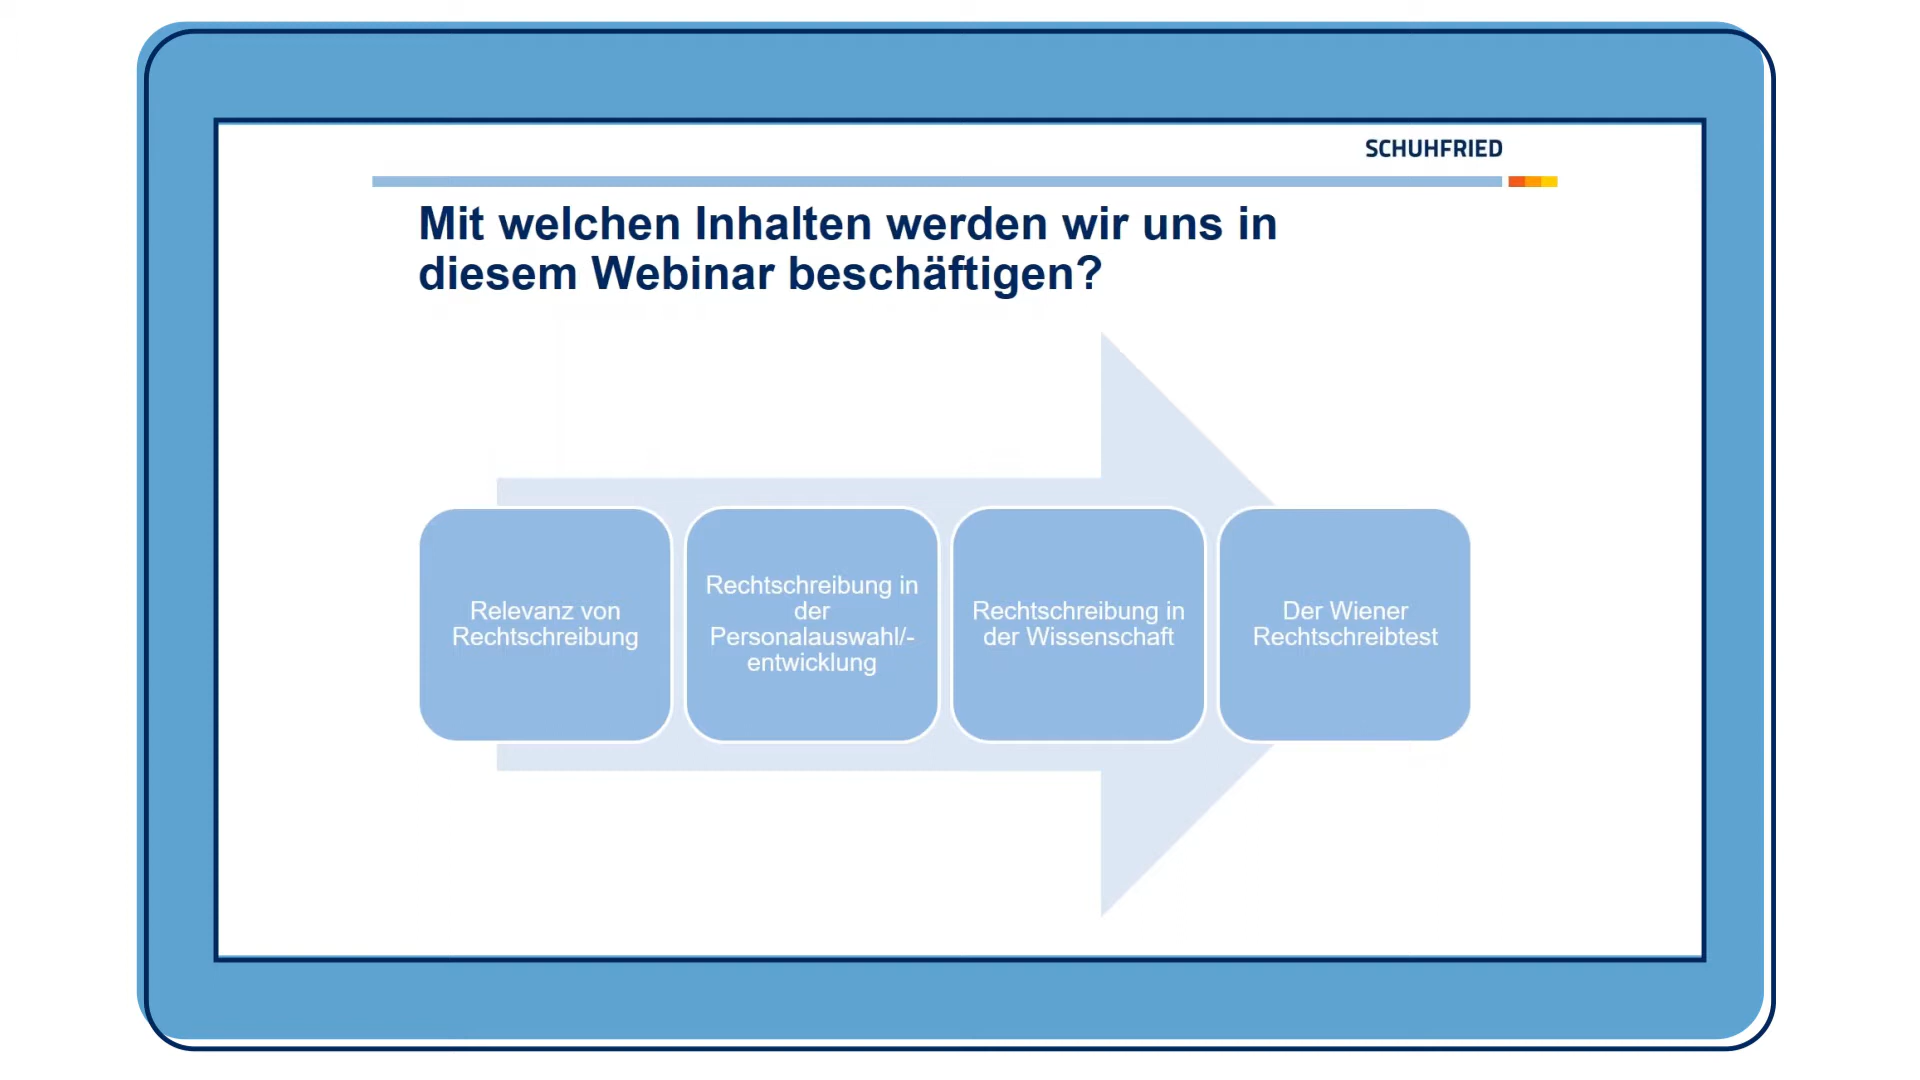 SCHUHFRIED
Mit welchen Inhalten werden wir uns in
diesem Webinar beschäftigen?
Relevanz von
Rechtschreibung
Rechtschreibung in
der
Personalauswahl/-
entwicklung
Rechtschreibung in
der Wissenschaft
Der Wiener
Rechtschreibtest